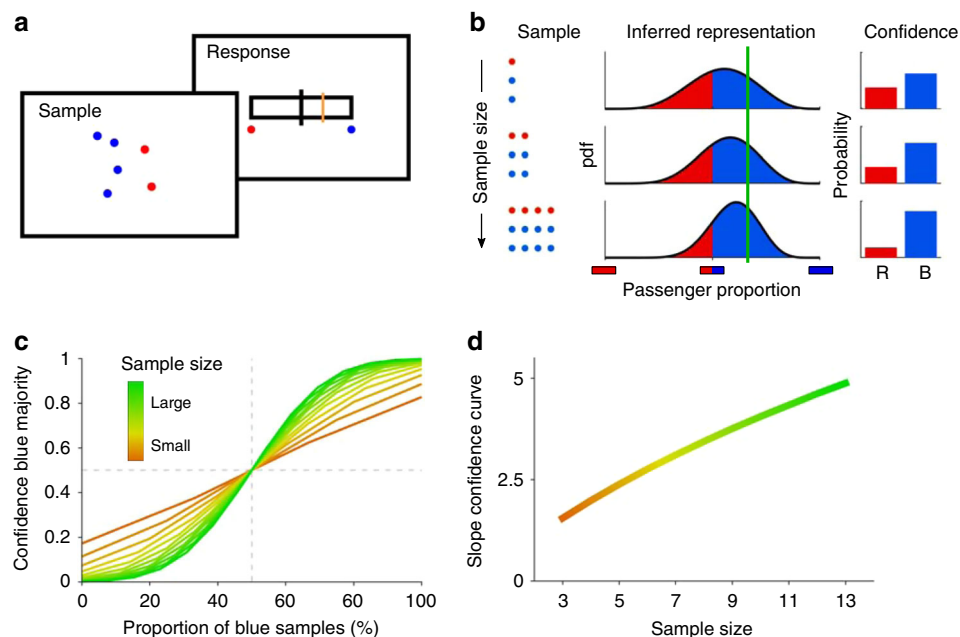 a
Response
Sample
b
Sample
Inferred representation
Confidence
Sample size
pdf
Probability
R
B
Passenger proportion
c
Sample size
Large
Small
Confidence blue majority
1
0.8
0.6
0.4
0.2
0
0
20
40
60
60
100
Proportion of blue samples (%)
d
Slope confidence curve
5
2.5
0
3
5
7
9
11
13
Sample size